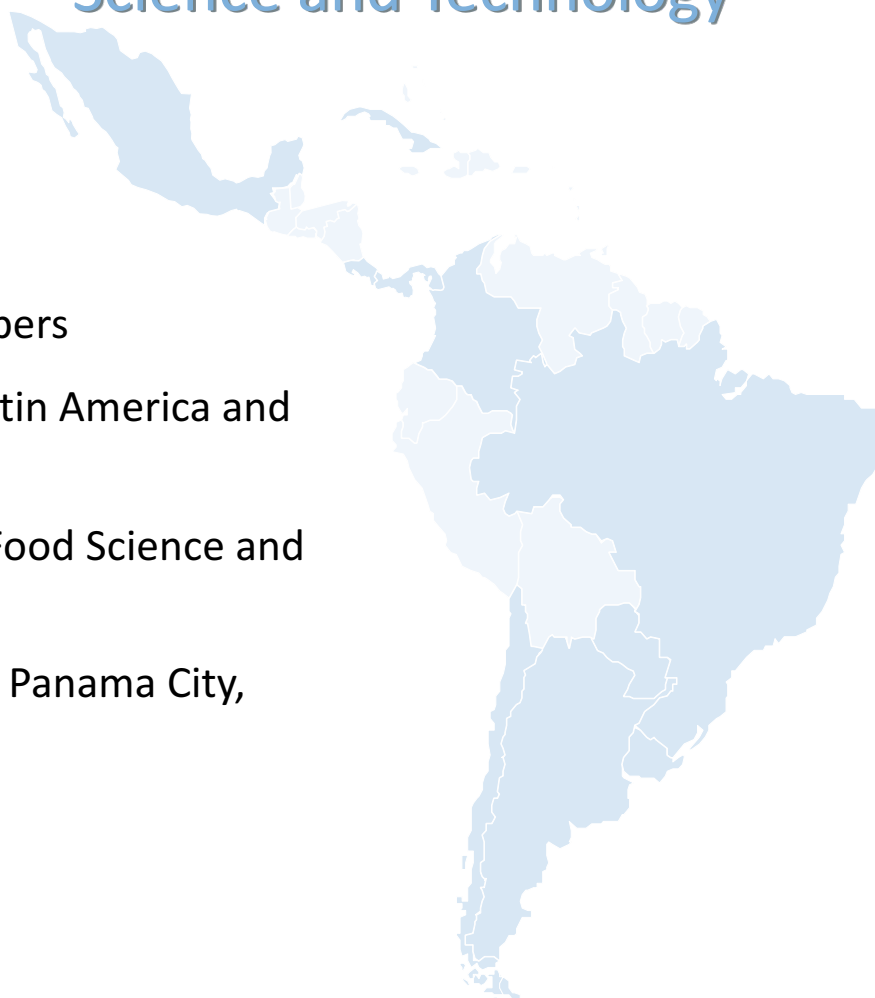 Science and Technology
bers
tin America and
Food Science and
Panama City,